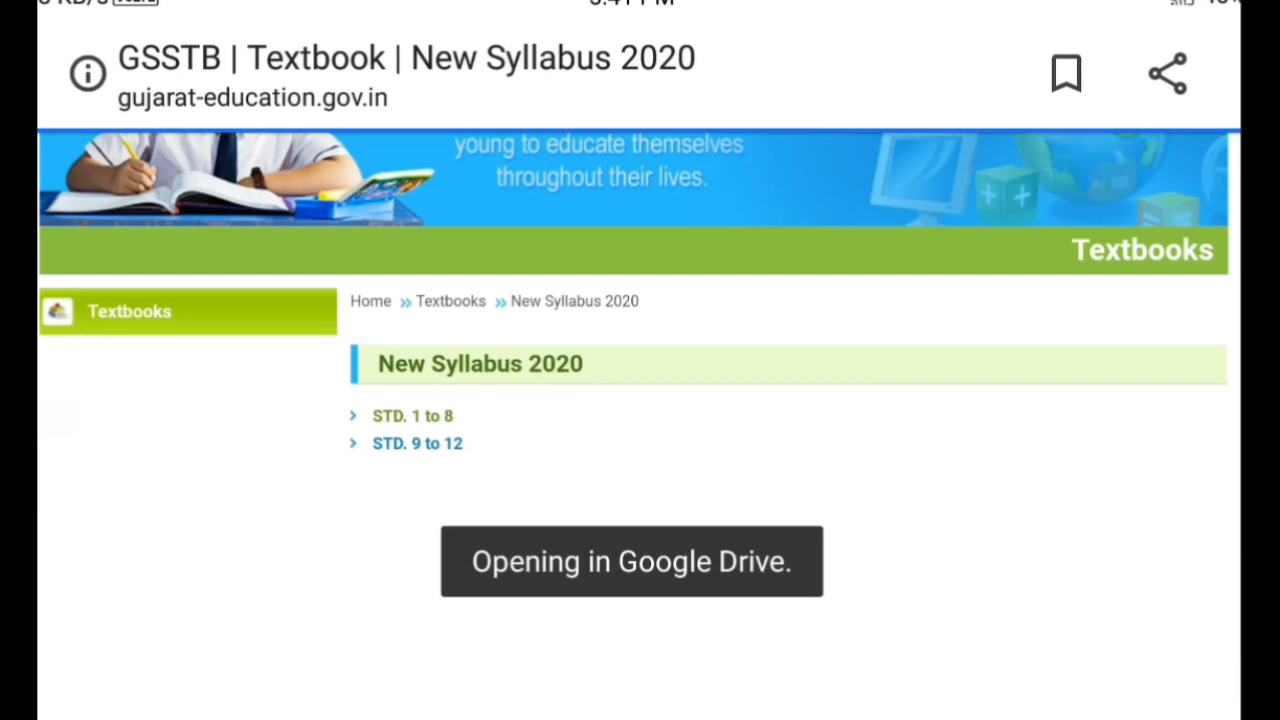 GSSTB | Textbook | New Syllabus 2020
gujarat-education.gov.in
young to educate themselves
throughout their lives.
Textbooks
Textbooks
Home » Textbooks » New Syllabus 2020
New Syllabus 2020
STD. 1 to 8
STD. 9 to 12
Opening in Google Drive.